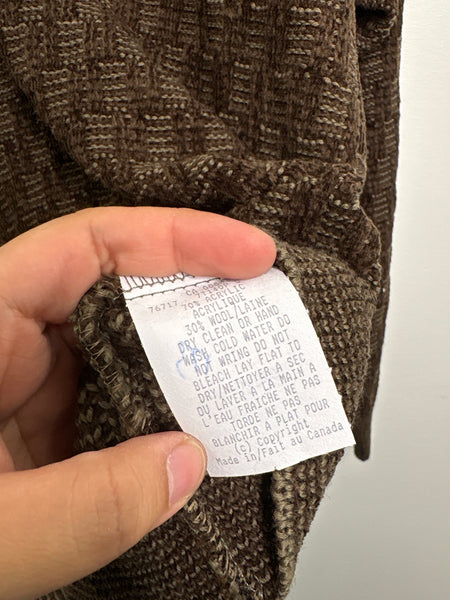 76717
70% ACRYLIC
ACRYLIQUE
30% WOOL/LAINE
DRY CLEAN OR HAND
WASH COLD WATER DO
NOT WRING DO NOT
BLEACH LAY FLAT TO
DRY/NETTOYER A SEC
OU LAVER A LA MAIN A
L'EAU FRAICHE NE PAS
TORDE NE PAS
BLANCHIR A PLAT POUR
(c) Copyright
Made in/Fait au Canada